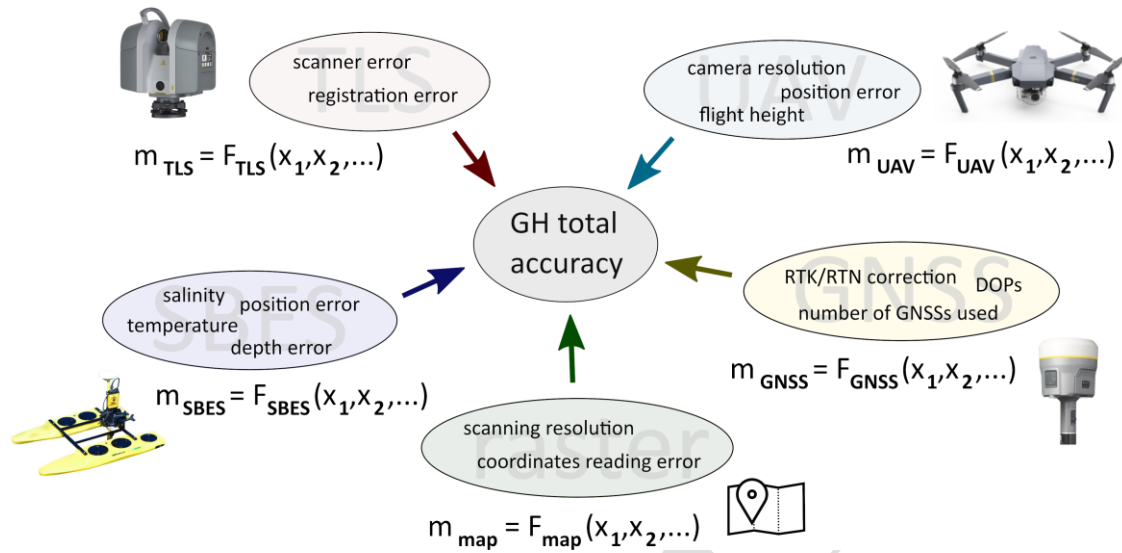 TLS
scanner error
registration error
m TLS = F TLS (x1,x2,...)
UAV
camera resolution
position error
flight height
m UAV = F UAV (x1,x2,...)
GH total
accuracy
SBES
salinity
position error
temperature
depth error
m SBES = F SBES (x1,x2,...)
GNSS
RTK/RTN correction
DOPs
number of GNSSs used
m GNSS = F GNSS (x1,x2,...)
raster
scanning resolution
coordinates reading error
m map = F map (x1,x2,...)